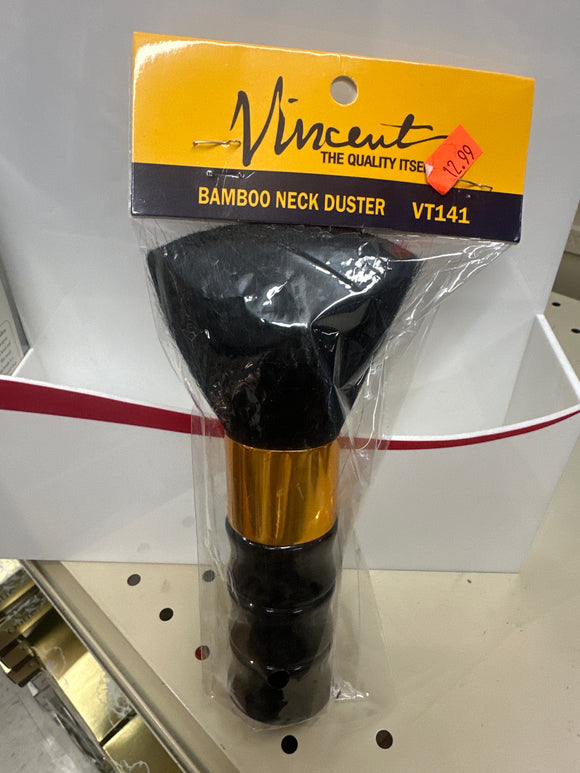 Vincent
THE QUALITY ITSE
12.99
BAMBOO NECK DUSTER VT141